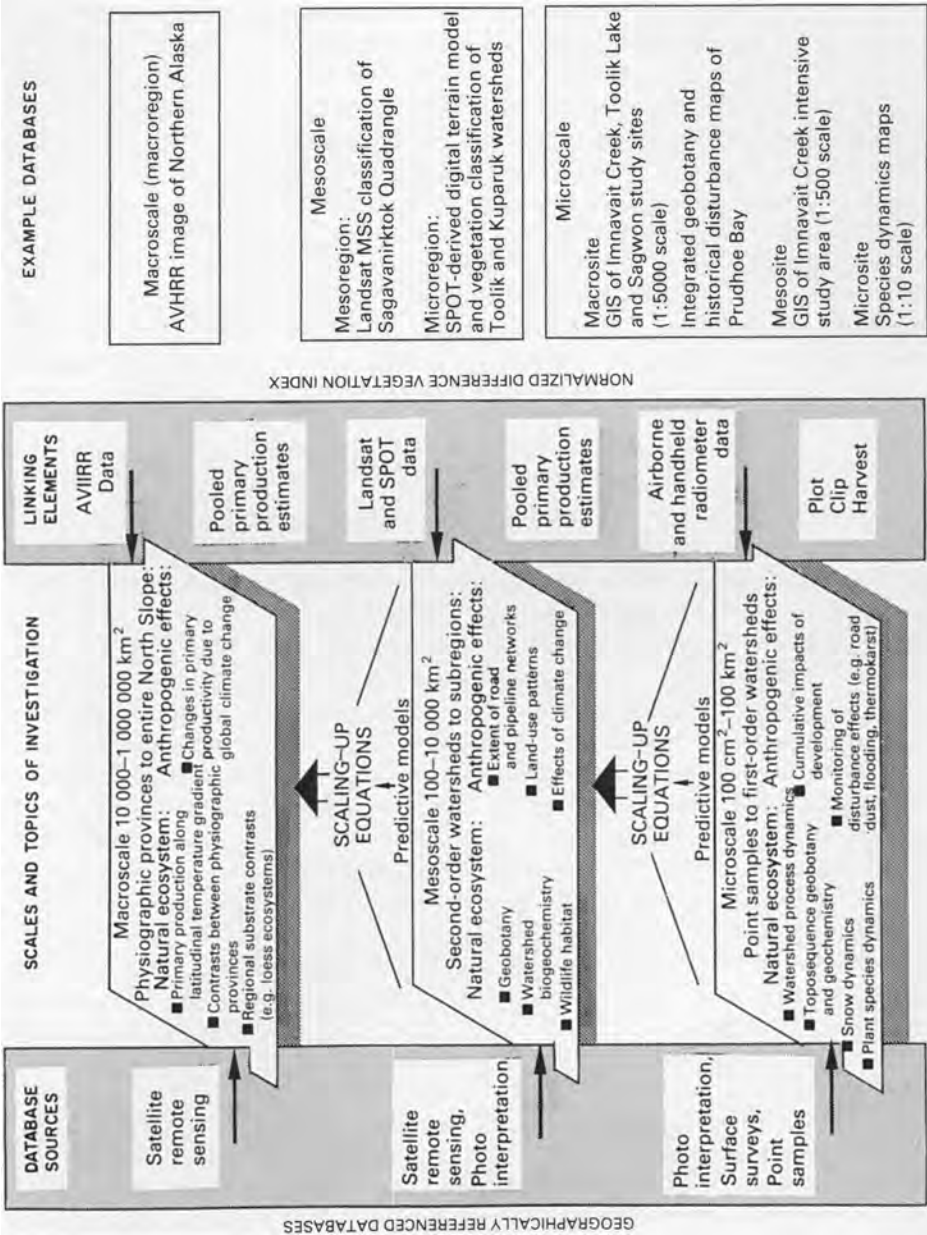 GEOGRAPHICALLY REFERENCED DATABASES
DATABASE
SOURCES
Satellite
remote
sensing
Satellite
remote
sensing,
Photo
interpretation
Photo
interpretation,
Surface
surveys,
Point
samples
SCALES AND TOPICS OF INVESTIGATION
Macroscale 10 000–1 000 000 km²
Physiographic provinces to entire North Slope:
Natural ecosystem:
■ Primary production along
latitudinal temperature gradient
■ Contrasts between physiographic
provinces
■ Regional substrate contrasts
(e.g. loess ecosystems)
Anthropogenic effects:
■ Changes in primary
productivity due to
global climate change
SCALING–UP
EQUATIONS
Predictive models
Mesoscale 100–10 000 km²
Second-order watersheds to subregions:
Natural ecosystem:
■ Geobotany
■ Watershed
biogeochemistry
■ Wildlife habitat
Anthropogenic effects:
■ Extent of road
and pipeline networks
■ Land-use patterns
■ Effects of climate change
SCALING–UP
EQUATIONS
Predictive models
Microscale 100 cm²–100 km²
Point samples to first-order watersheds
Natural ecosystem:
■ Watershed process dynamics
■ Toposequence geobotany
and geochemistry
■ Snow dynamics
■ Plant species dynamics
Anthropogenic effects:
■ Cumulative impacts of
development
■ Monitoring of
disturbance effects (e.g. road
dust, flooding, thermokarst)
LINKING
ELEMENTS
AVIIRR
Data
Pooled
primary
production
estimates
Landsat
and SPOT
data
Pooled
primary
production
estimates
Airborne
and handheld
radiometer
data
Plot
Clip
Harvest
NORMALIZED DIFFERENCE VEGETATION INDEX
EXAMPLE DATABASES
Macroscale (macroregion)
AVHRR image of Northern Alaska
Mesoscale
Mesoregion:
Landsat MSS classification of
Sagavanirktok Quadrangle
Microregion:
SPOT-derived digital terrain model
and vegetation classification of
Toolik and Kuparuk watersheds
Microscale
Macrosite
GIS of Imnavait Creek, Toolik Lake
and Sagwon study sites
(1:5000 scale)
Integrated geobotany and
historical disturbance maps of
Prudhoe Bay
Mesosite
GIS of Imnavait Creek intensive
study area (1:500 scale)
Microsite
Species dynamics maps
(1:10 scale)